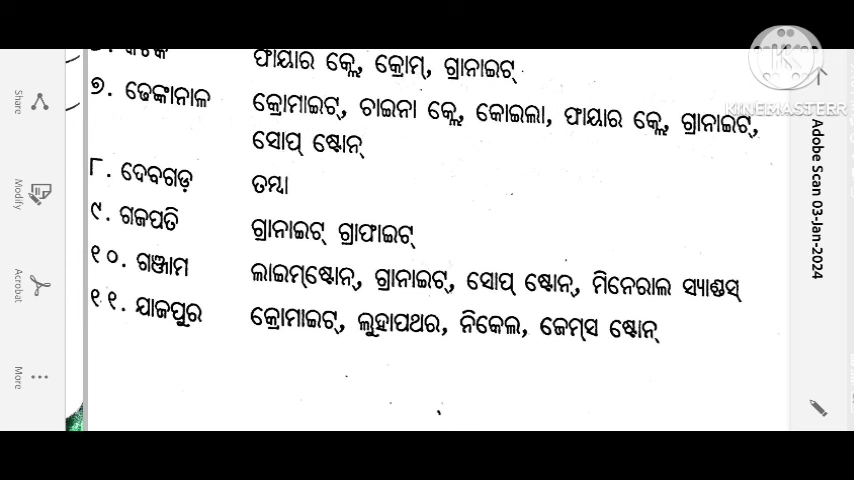 ଫାୟାର କ୍ଲେ, କ୍ରୋମ୍, ଗ୍ରାନାଇଟ୍
୭. ଢେଙ୍କାନାଳ କ୍ରୋମାଇଟ୍, ଚାଇନା କ୍ଲେ, କୋଇଲା, ଫାୟାର କ୍ଲେ, ଗ୍ରାନାଇଟ୍,
ସୋପ୍ ଷ୍ଟୋନ୍
୮. ଦେବଗଡ଼ ତମ୍ବା
୯. ଗଜପତି ଗ୍ରାନାଇଟ୍ ଗ୍ରାଫାଇଟ୍
୧୦. ଗଞ୍ଜାମ ଲାଇମ୍‌ଷ୍ଟୋନ୍, ଗ୍ରାନାଇଟ୍, ସୋପ୍ ଷ୍ଟୋନ୍, ମିନେରାଲ ସ୍ୟାଣ୍ଡସ୍
୧୧. ଯାଜପୁର କ୍ରୋମାଇଟ୍, ଲୁହାପଥର, ନିକେଲ, ଜେମ୍‌ସ ଷ୍ଟୋନ୍
Share
Modify
Acrobat
More
Adobe Scan 03-Jan-2024
KINEMASTER